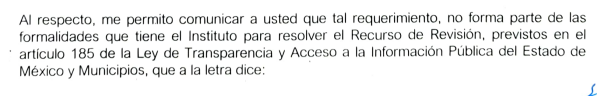 Al respecto, me permito comunicar a usted que tal requerimiento, no forma parte de las
formalidades que tiene el Instituto para resolver el Recurso de Revisión, previstos en el
artículo 185 de la Ley de Transparencia y Acceso a la Información Pública del Estado de
México y Municipios, que a la letra dice: